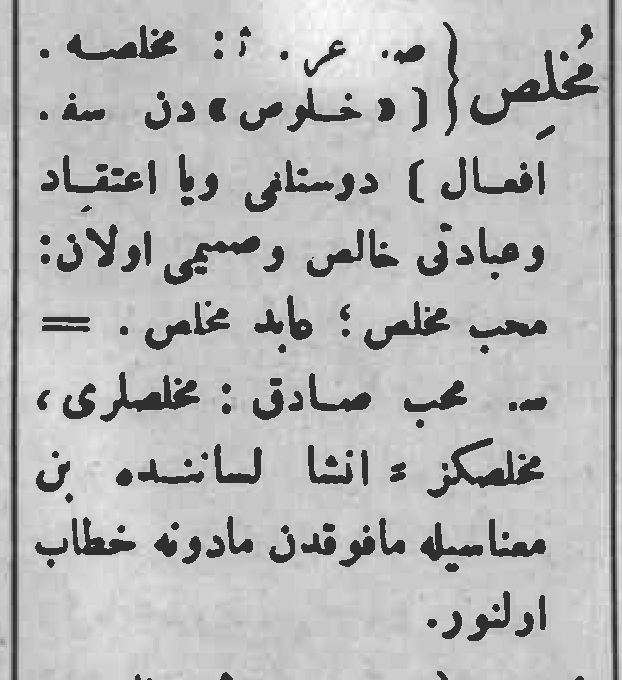 مُخلِص { ص. عر. ث : مخلصه .
( « خلوص » دن سف .
افعال ) دوستلغی ویا اعتقاد
وعبادتی خالص وصمیمی اولان :
محب مخلص ؛ عابد مخلص . =
س. محب صادق : مخلصلری ،
مخلصکز = انشا لساننده بن
معناسیله مافوقدن مادونه خطاب
اولنور.